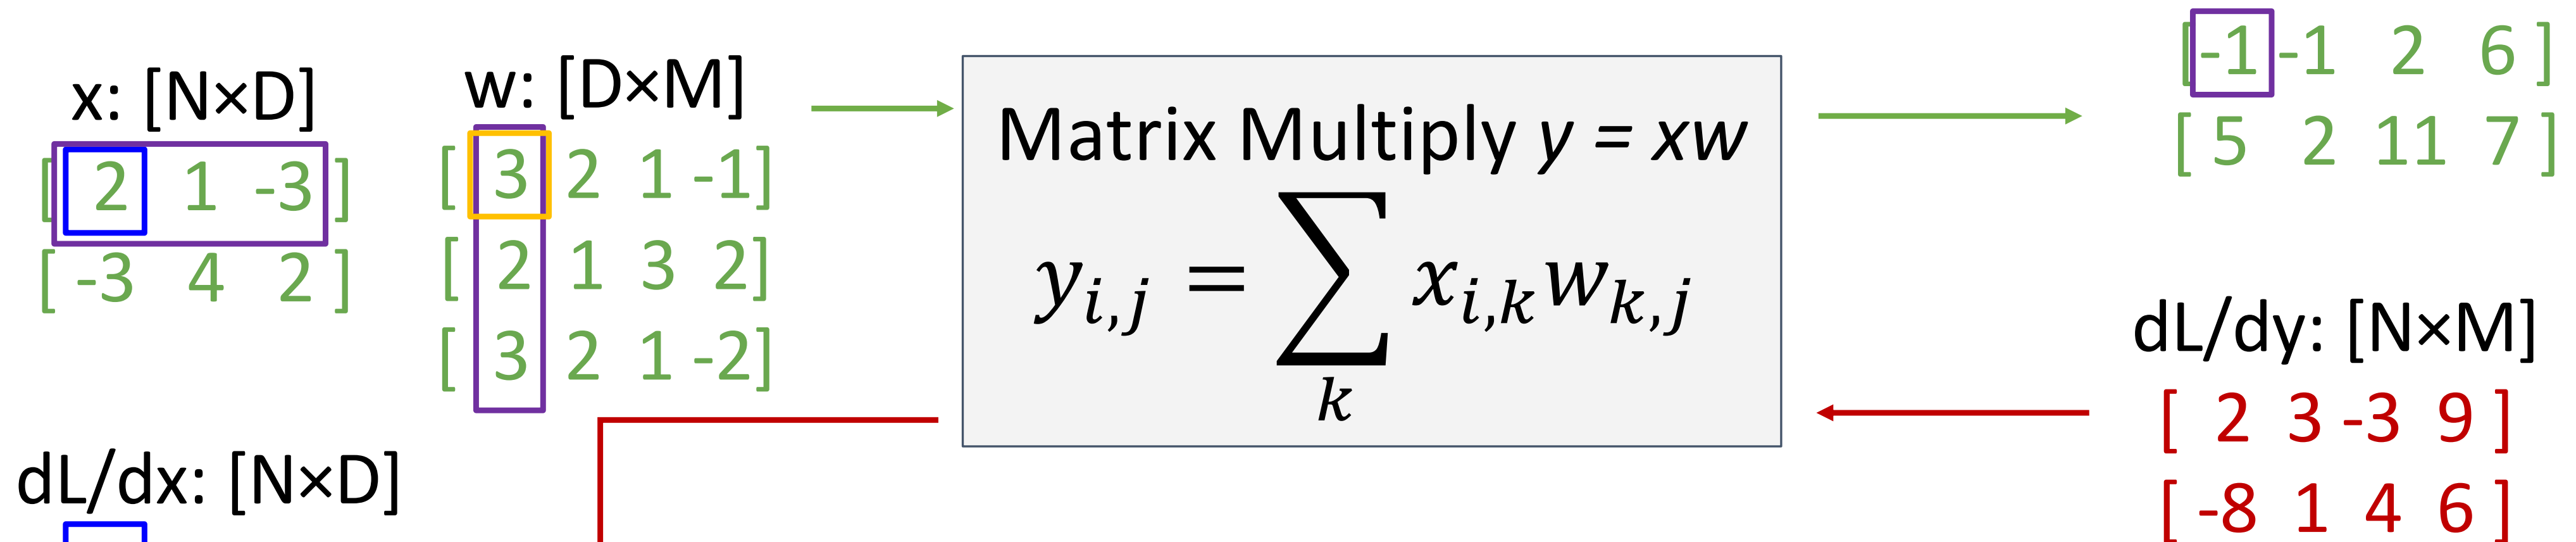 x: [N×D]
[ 2 1 -3 ]
[ -3 4 2 ]
w: [D×M]
[ 3 2 1 -1]
[ 2 1 3 2]
[ 3 2 1 -2]
Matrix Multiply y = xw
y_{i,j} = ∑_k x_{i,k} w_{k,j}
[ -1 -1 2 6 ]
[ 5 2 11 7 ]
dL/dy: [N×M]
[ 2 3 -3 9 ]
[ -8 1 4 6 ]
dL/dx: [N×D]